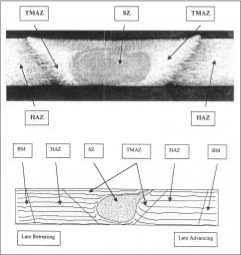 TMAZ SZ TMAZ
HAZ HAZ
BM HAZ SZ TMAZ HAZ BM
Late Retreating Late Advancing